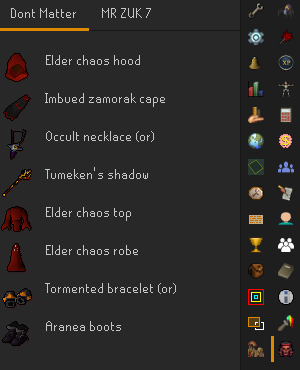 Dont Matter
MR ZUK 7
Elder chaos hood
Imbued zamorak cape
Occult necklace (or)
Tumeken's shadow
Elder chaos top
Elder chaos robe
Tormented bracelet (or)
Aranea boots
XP